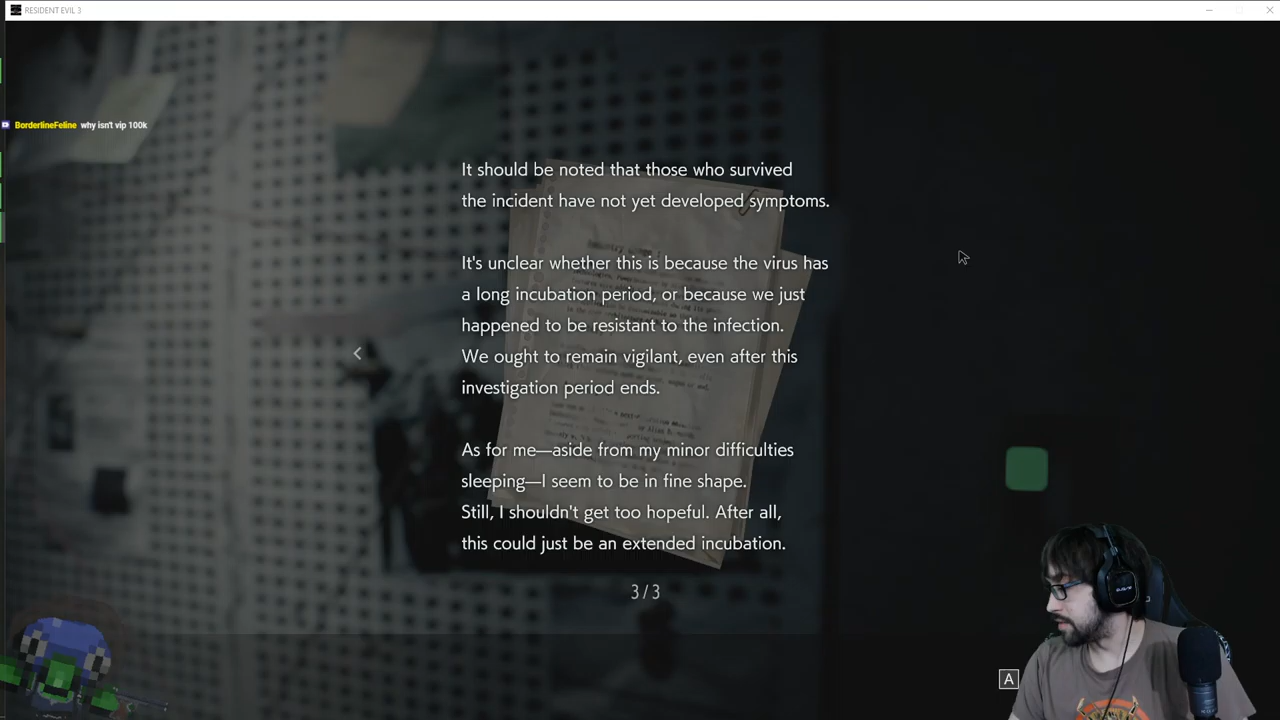 RESIDENT EVIL 3
BorderlineFeline why isn't vip 100k
It should be noted that those who survived
the incident have not yet developed symptoms.
It's unclear whether this is because the virus has
a long incubation period, or because we just
happened to be resistant to the infection.
We ought to remain vigilant, even after this
investigation period ends.
As for me—aside from my minor difficulties
sleeping—I seem to be in fine shape.
Still, I shouldn't get too hopeful. After all,
this could just be an extended incubation.
3/3
A